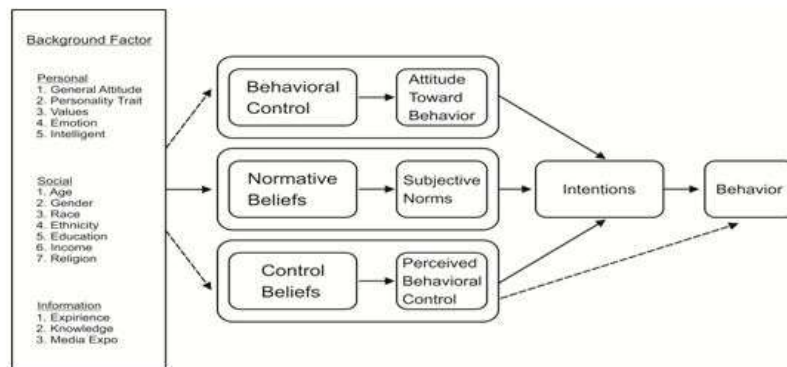 Background Factor
Personal
1. General Attitude
2. Personality Trait
3. Values
4. Emotion
5. Intelligent
Social
1. Age
2. Gender
3. Race
4. Ethnicity
5. Education
6. Income
7. Religion
Information
1. Expirience
2. Knowledge
3. Media Expo
Behavioral
Control
Attitude
Toward
Behavior
Normative
Beliefs
Subjective
Norms
Control
Beliefs
Perceived
Behavioral
Control
Intentions
Behavior